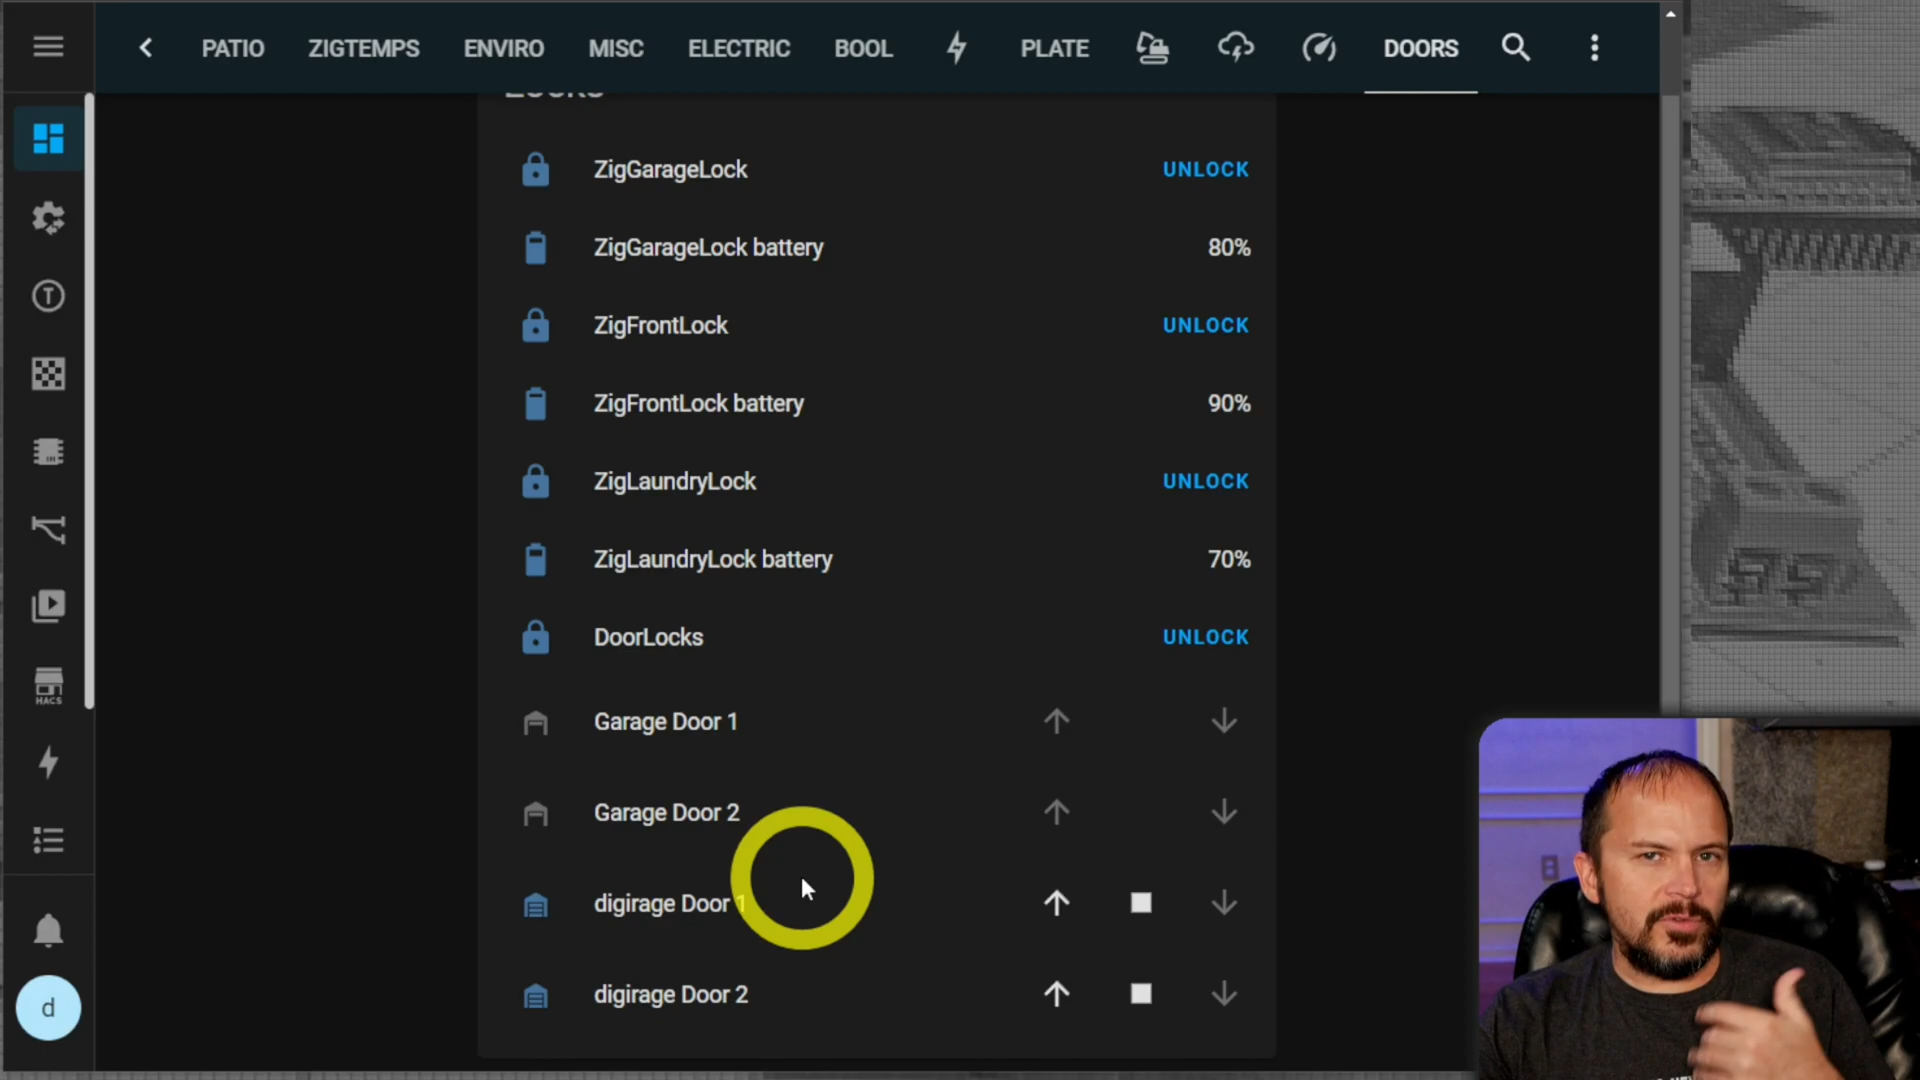 PATIO ZIGTEMPS ENVIRO MISC ELECTRIC BOOL PLATE DOORS
ZigGarageLock UNLOCK
ZigGarageLock battery 80%
ZigFrontLock UNLOCK
ZigFrontLock battery 90%
ZigLaundryLock UNLOCK
ZigLaundryLock battery 70%
DoorLocks UNLOCK
Garage Door 1
Garage Door 2
digirage Door 1
digirage Door 2
T
HACS
d